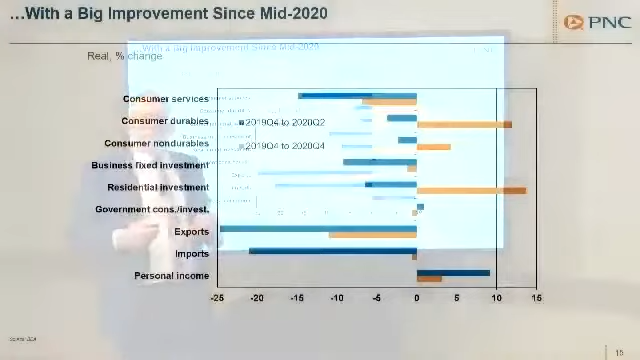 ...With a Big Improvement Since Mid-2020
PNC
Real, % change
With a Big Improvement Since Mid-2020
Consumer services
Consumer durables
2019Q4 to 2020Q2
Consumer nondurables
2019Q4 to 2020Q4
Business fixed investment
Residential investment
Government cons./invest.
Exports
Imports
Personal income
-25 -20 -15 -10 -5 0 5 10 15